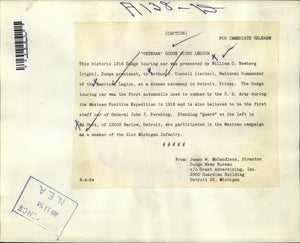 A138-D
(CAPTION)
FOR IMMEDIATE RELEASE
"VETERAN" DODGE JOINS LEGION
This historic 1916 Dodge touring car was presented by William C. Newberg
(right), Dodge president, to Arthur J. Connell (center), National Commander
of the American Legion, at a dinner ceremony in Detroit, Friday. The Dodge
touring car was the first automobile used in combat by the U. S. Army during
the Mexican Punitive Expedition in 1916 and is also believed to be the first
staff car of General John J. Pershing. Standing "guard" at the left is
Ed of Detroit, who participated in the Mexican campaign
as a member of the 31st Michigan Infantry.
#####
From: James W. McCandless, Director
Dodge News Bureau
c/o Grant Advertising, Inc.
2900 Guardian Building
Detroit 26, Michigan
6-4-54
N.E.A.